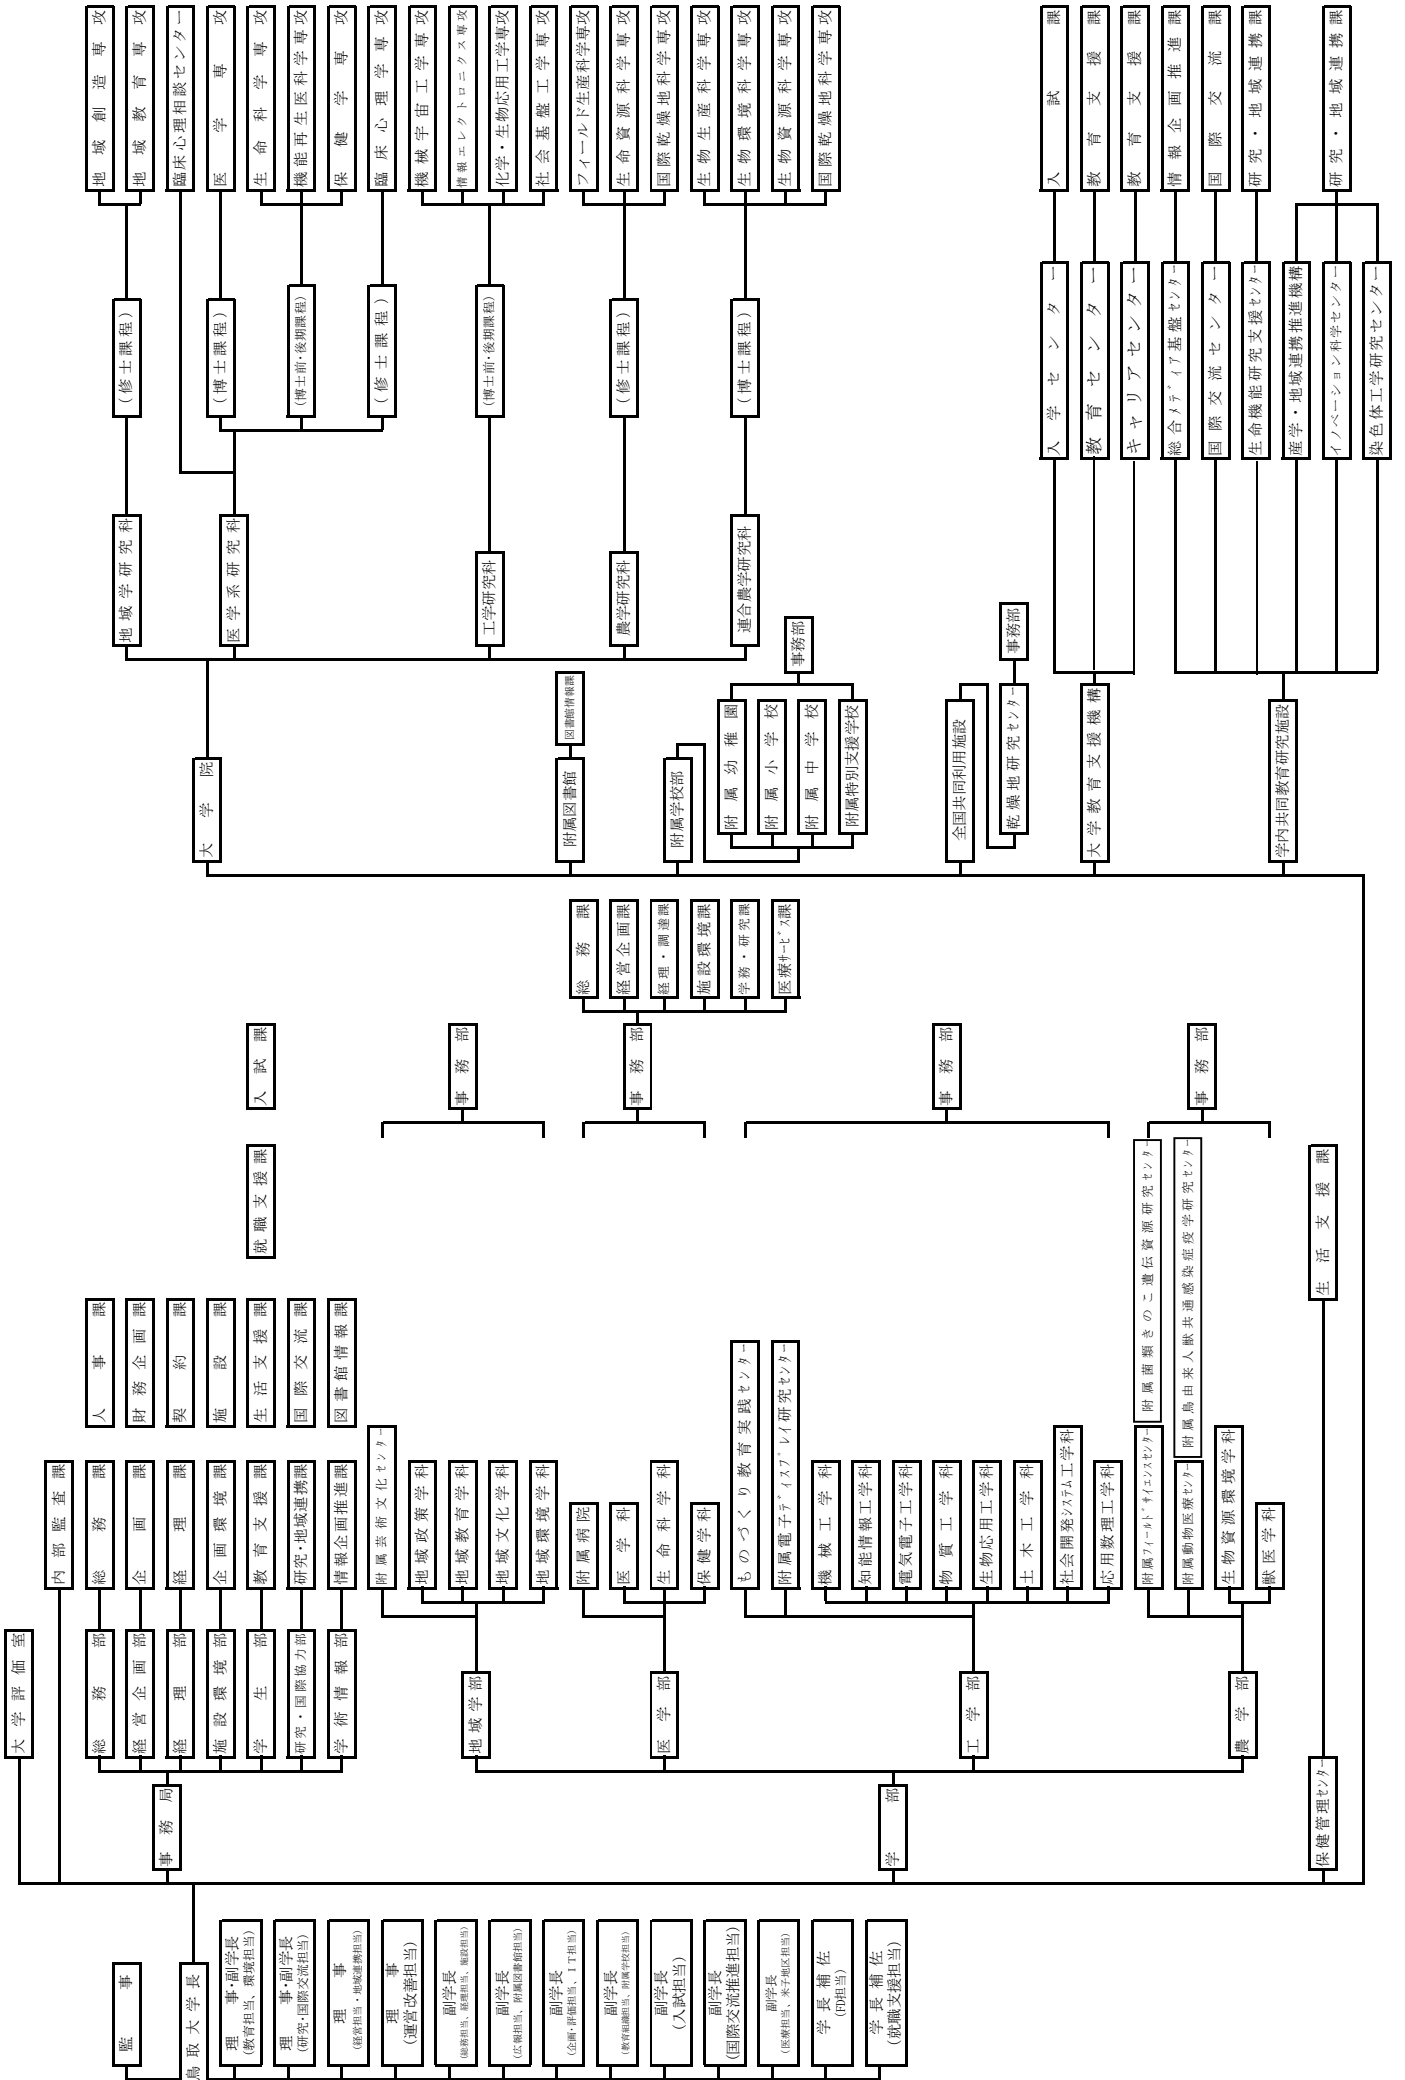 監事
鳥取大学長
理事・副学長
(教育担当、環境担当)
理事・副学長
(研究・国際交流担当)
理事
(経営担当・地域連携担当)
理事
(運営改善担当)
副学長
(総務担当、経理担当、施設担当)
副学長
(広報担当、附属図書館担当)
副学長
(企画・評価担当、IT担当)
副学長
(教育組織担当、附属学校担当)
副学長
(入試担当)
副学長
(国際交流推進担当)
副学長
(医療担当、米子地区担当)
学長補佐
(FD担当)
学長補佐
(就職支援担当)
大学評価室
内部監査課
事務局
総務部
総務課
人事課
経営企画部
企画課
財務企画課
経理部
経理課
契約課
施設環境部
企画環境課
施設課
学生部
教育支援課
生活支援課
就職支援課
入試課
研究・国際協力部
研究・地域連携課
国際交流課
学術情報部
情報企画推進課
図書館情報課
学部
地域学部
附属芸術文化センター
地域政策学科
地域教育学科
地域文化学科
地域環境学科
事務部
医学部
附属病院
医学科
生命科学科
保健学科
事務部
総務課
経営企画課
経理・調達課
施設環境課
学務・研究課
医療サービス課
工学部
ものづくり教育実践センター
附属電子ディスプレイ研究センター
機械工学科
知能情報工学科
電気電子工学科
物質工学科
生物応用工学科
土木工学科
社会開発システム工学科
応用数理工学科
事務部
農学部
附属フィールドサイエンスセンター
附属菌類きのこ遺伝資源研究センター
附属動物医療センター
附属鳥由来人獣共通感染症疫学研究センター
生物資源環境学科
獣医学科
事務部
保健管理センター
生活支援課
大学院
地域学研究科
(修士課程)
地域創造専攻
地域教育専攻
医学系研究科
臨床心理相談センター
(博士課程)
医学専攻
(博士前・後期課程)
生命科学専攻
機能再生医科学専攻
保健学専攻
(修士課程)
臨床心理学専攻
工学研究科
(博士前・後期課程)
機械宇宙工学専攻
情報エレクトロニクス専攻
化学・生物応用工学専攻
社会基盤工学専攻
農学研究科
(修士課程)
フィールド生産科学専攻
生命資源科学専攻
国際乾燥地科学専攻
連合農学研究科
(博士課程)
生物生産科学専攻
生物環境科学専攻
生物資源科学専攻
国際乾燥地科学専攻
附属図書館
図書館情報課
附属学校部
附属幼稚園
附属小学校
附属中学校
附属特別支援学校
事務部
全国共同利用施設
乾燥地研究センター
事務部
大学教育支援機構
入学センター
入試課
教育センター
教育支援課
キャリアセンター
教育支援課
学内共同教育研究施設
総合メディア基盤センター
情報企画推進課
国際交流センター
国際交流課
生命機能研究支援センター
研究・地域連携課
産学・地域連携推進機構
イノベーション科学センター
染色体工学研究センター
研究・地域連携課